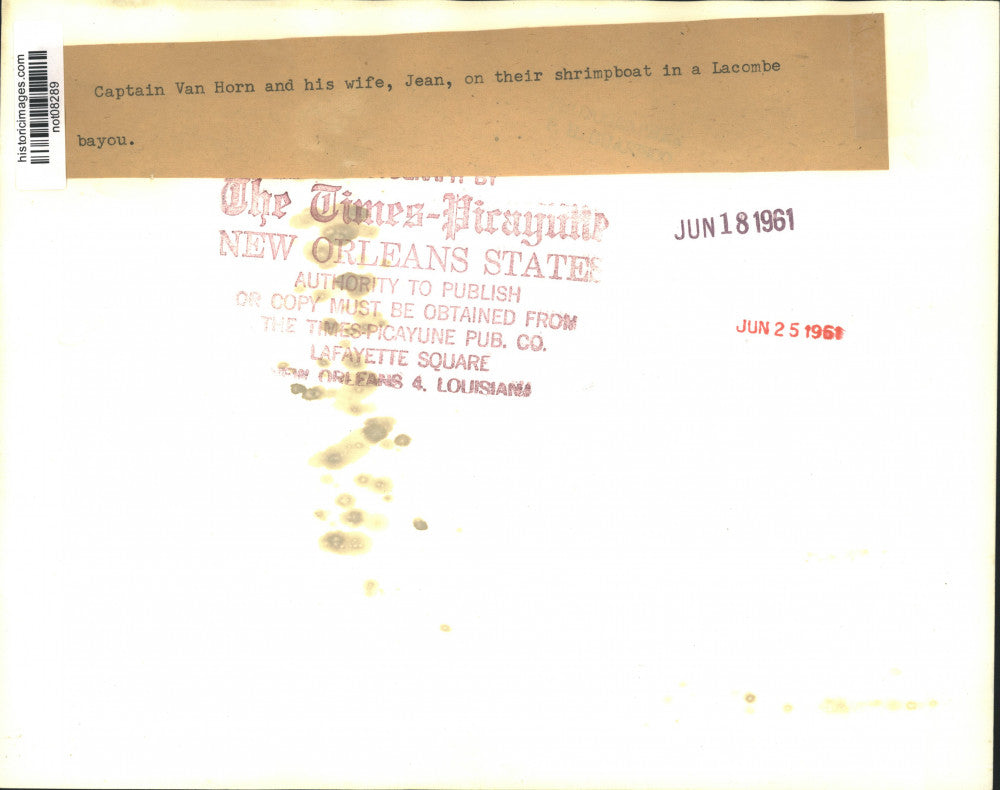 historicimages.com
not08289
Captain Van Horn and his wife, Jean, on their shrimpboat in a Lacombe
bayou.
The Times-Picayune
NEW ORLEANS STATES
AUTHORITY TO PUBLISH
OR COPY MUST BE OBTAINED FROM
THE TIMES-PICAYUNE PUB. CO.
LAFAYETTE SQUARE
NEW ORLEANS 4, LOUISIANA
JUN 18 1961
JUN 25 1961